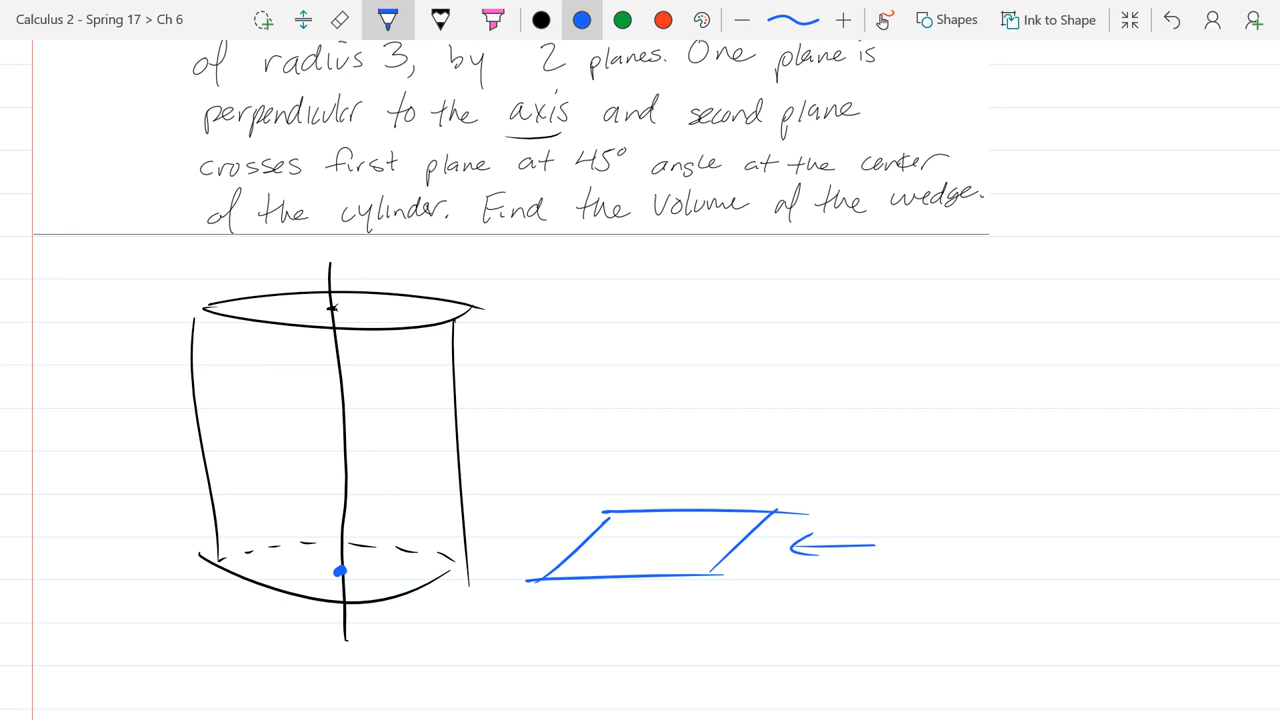 Calculus 2 - Spring 17 > Ch 6
Shapes
Ink to Shape
of radius 3, by 2 planes. One plane is
perpendicular to the axis and second plane
crosses first plane at 45° angle at the center
of the cylinder. Find the Volume of the wedge.